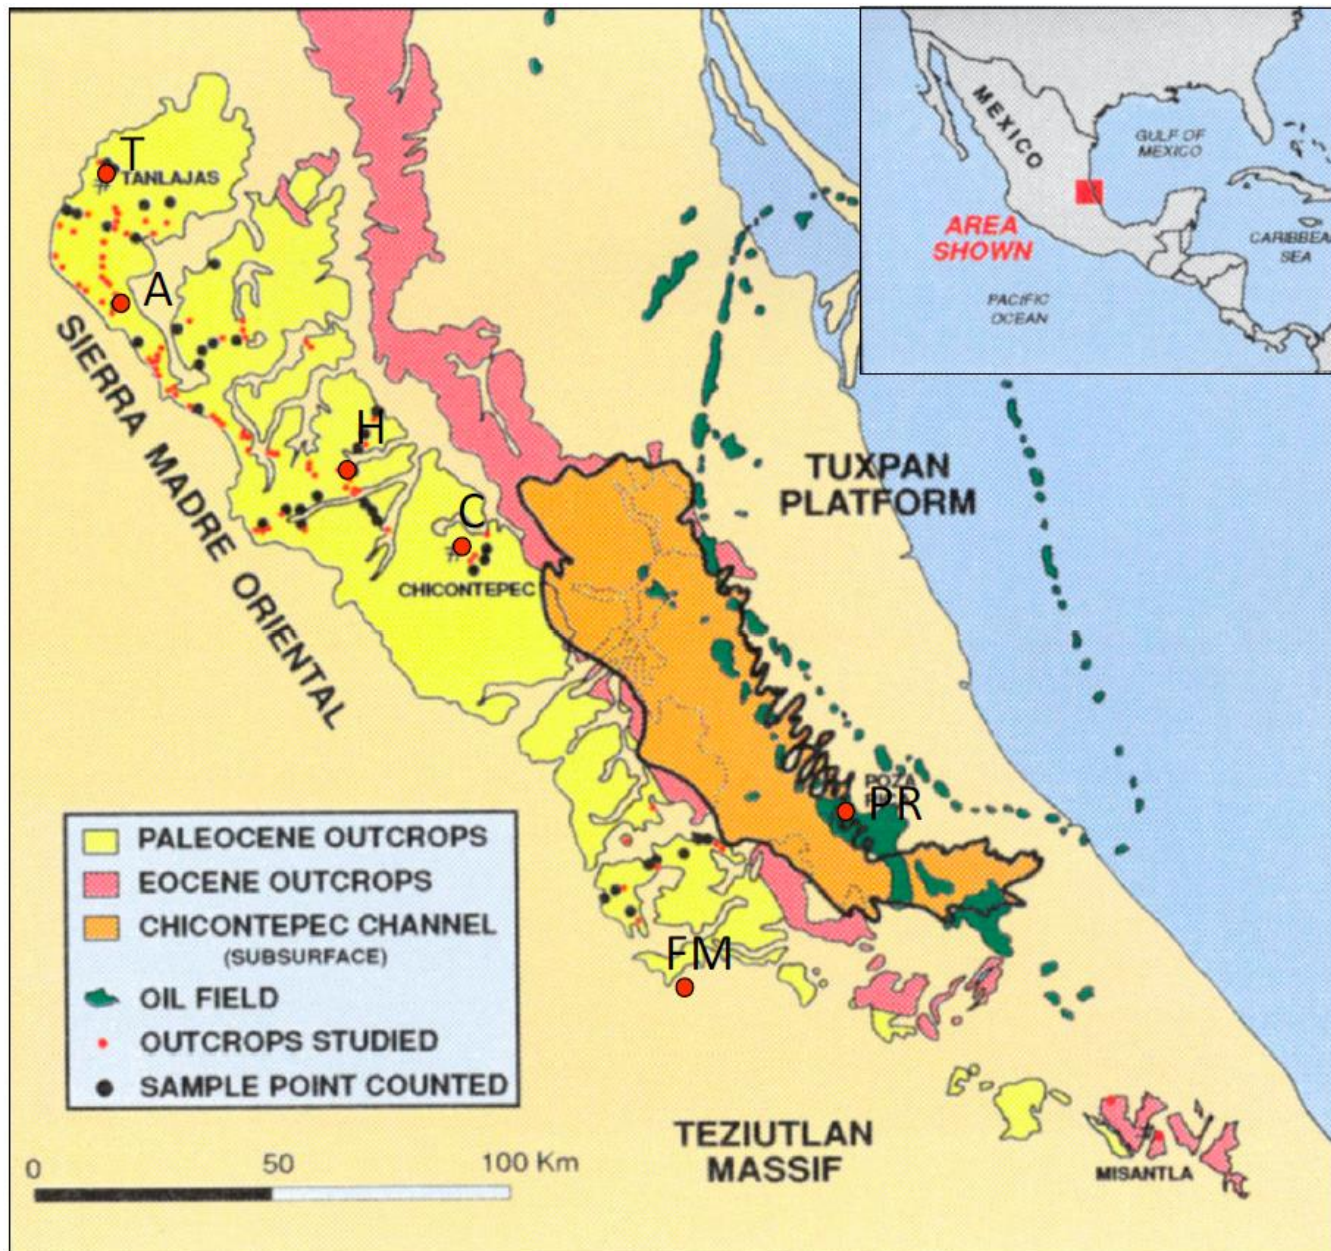 MEXICO
GULF OF
MEXICO
AREA
SHOWN
CARIBBEAN
SEA
PACIFIC
OCEAN
T
TANLAJAS
A
H
C
CHICONTEPEC
SIERRA MADRE ORIENTAL
TUXPAN
PLATFORM
POZA
PR
FM
PALEOCENE OUTCROPS
EOCENE OUTCROPS
CHICONTEPEC CHANNEL
(SUBSURFACE)
OIL FIELD
OUTCROPS STUDIED
SAMPLE POINT COUNTED
0 50 100 Km
TEZIUTLAN
MASSIF
MISANTLA